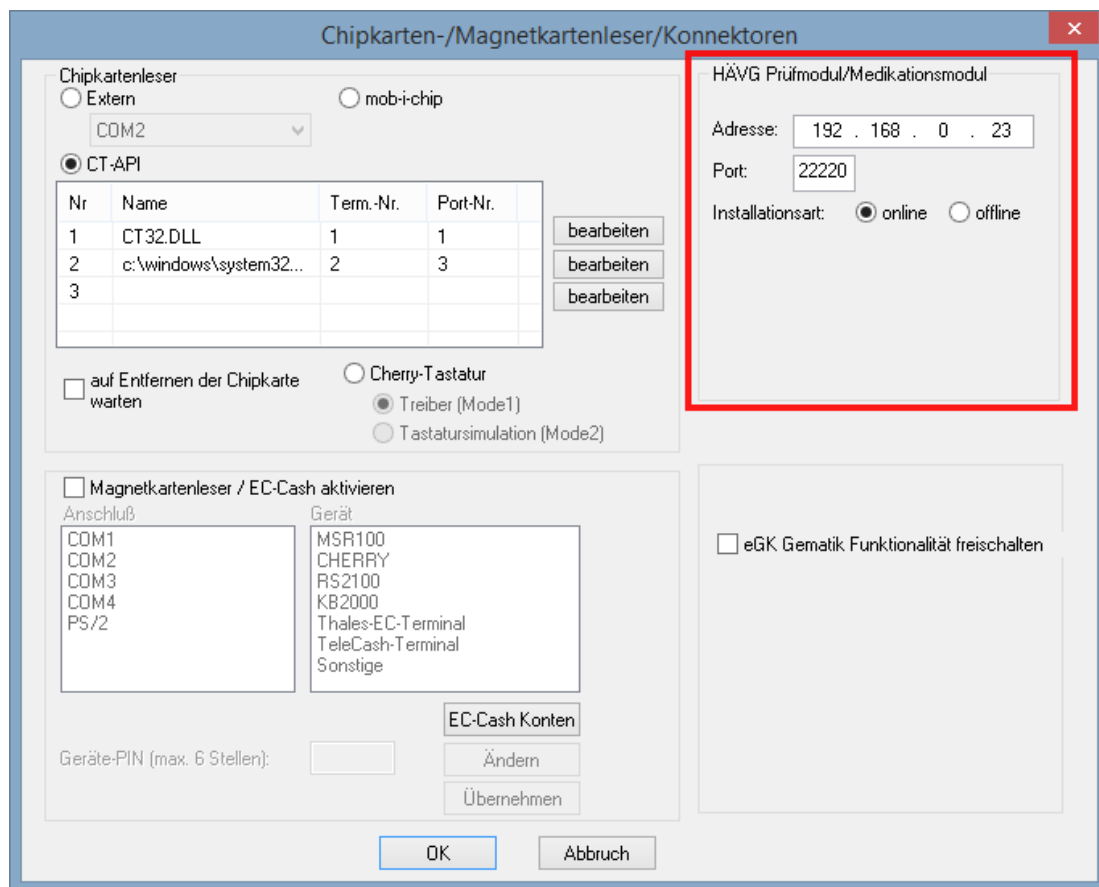 Chipkarten-/Magnetkartenleser/Konnektoren
Chipkartenleser
Extern
mob-i-chip
COM2
CT-API
Nr Name Term.-Nr. Port-Nr.
1 CT32.DLL 1 1 bearbeiten
2 c:\windows\system32... 2 3 bearbeiten
3 bearbeiten
auf Entfernen der Chipkarte
warten
Cherry-Tastatur
Treiber (Mode1)
Tastatursimulation (Mode2)
HÄVG Prüfmodul/Medikationsmodul
Adresse: 192 . 168 . 0 . 23
Port: 22220
Installationsart: online offline
Magnetkartenleser / EC-Cash aktivieren
Anschluß
COM1
COM2
COM3
COM4
PS/2
Gerät
MSR100
CHERRY
RS2100
KB2000
Thales-EC-Terminal
TeleCash-Terminal
Sonstige
EC-Cash Konten
Geräte-PIN (max. 6 Stellen):
Ändern
Übernehmen
eGK Gematik Funktionalität freischalten
OK
Abbruch